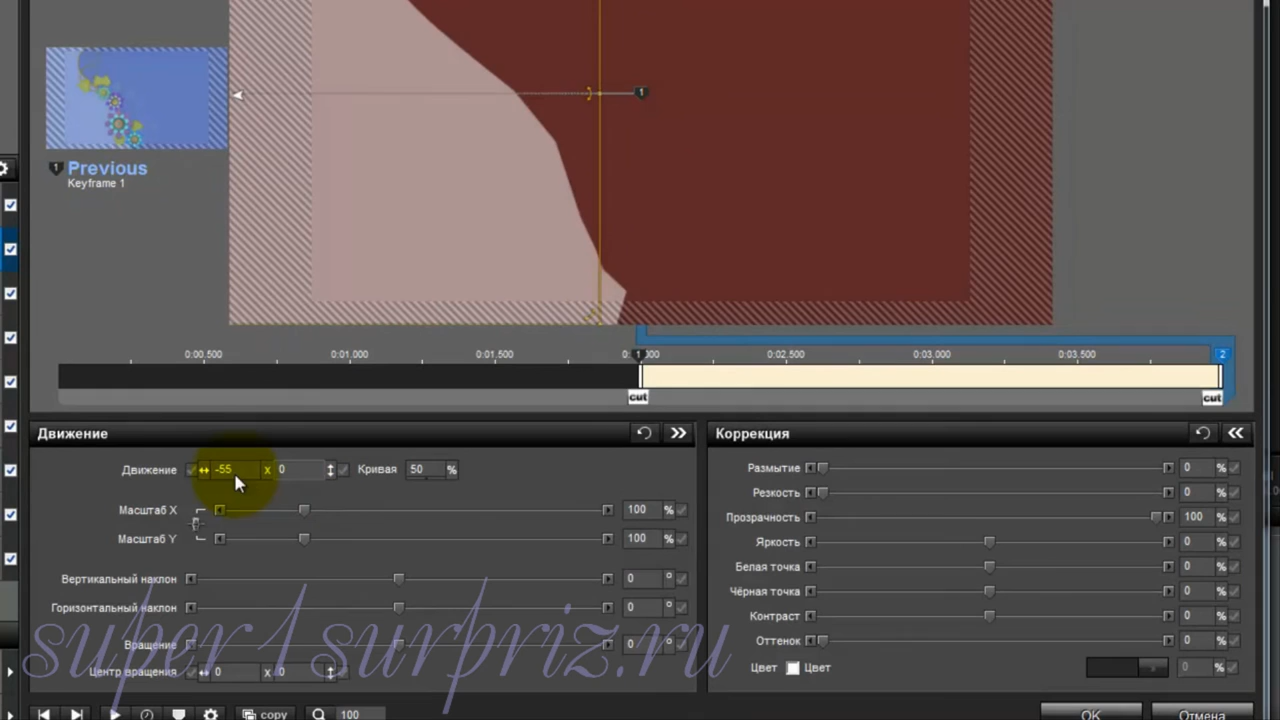 1
1 Previous
Keyframe 1
0:00.500 0:01.000 0:01.500 0:02.500 0:03.000 0:03.500
1 2
cut cut
Движение
Движение -55 x 0 Кривая 50 %
Масштаб X 100 %
Масштаб Y 100 %
Вертикальный наклон 0 °
Горизонтальный наклон 0 °
Вращение 0 °
Центр вращения 0 x 0
Коррекция
Размытие 0 %
Резкость 0 %
Прозрачность 100 %
Яркость 0 %
Белая точка 0 %
Чёрная точка 0 %
Контраст 0 %
Оттенок 0 %
Цвет Цвет 0 %
super1surpriz.ru
copy 100
OK Отмена